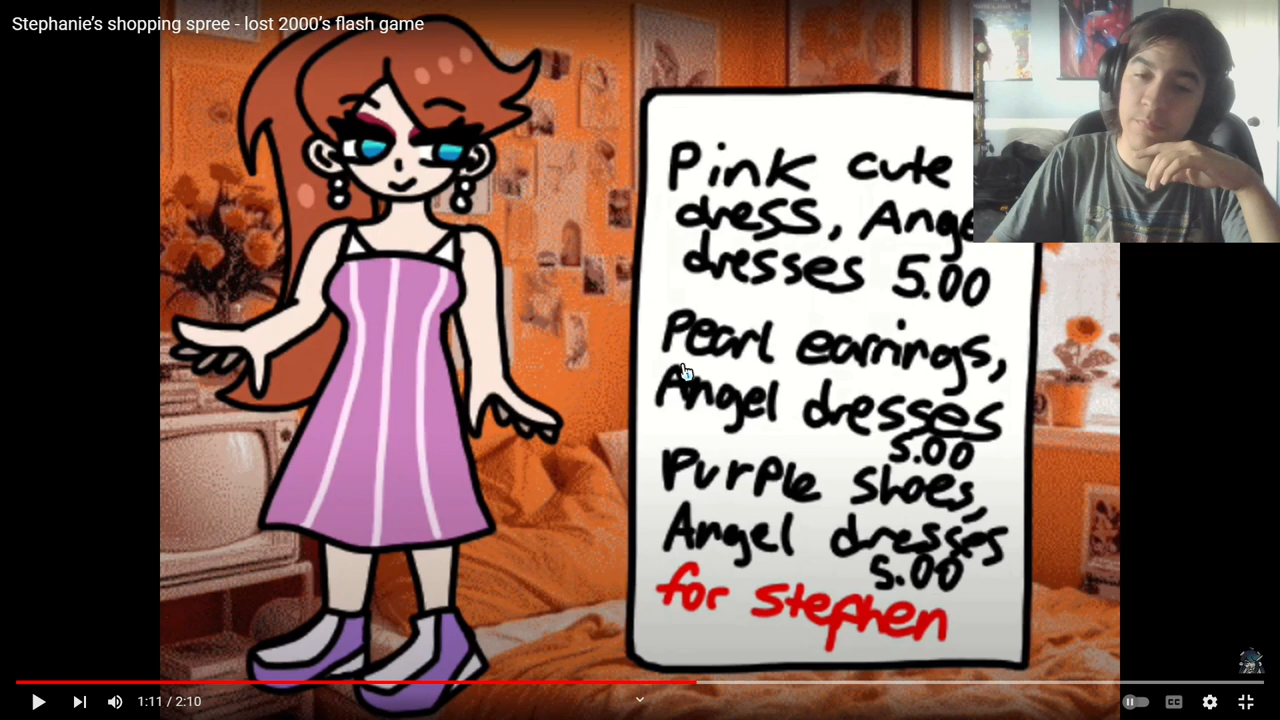 Stephanie's shopping spree - lost 2000's flash game
Pink cute
dress, Ange
dresses 5.00
Pearl earrings,
Angel dresses
5.00
Purple shoes,
Angel dresses
5.00
for Stephen
1:11 / 2:10
CC